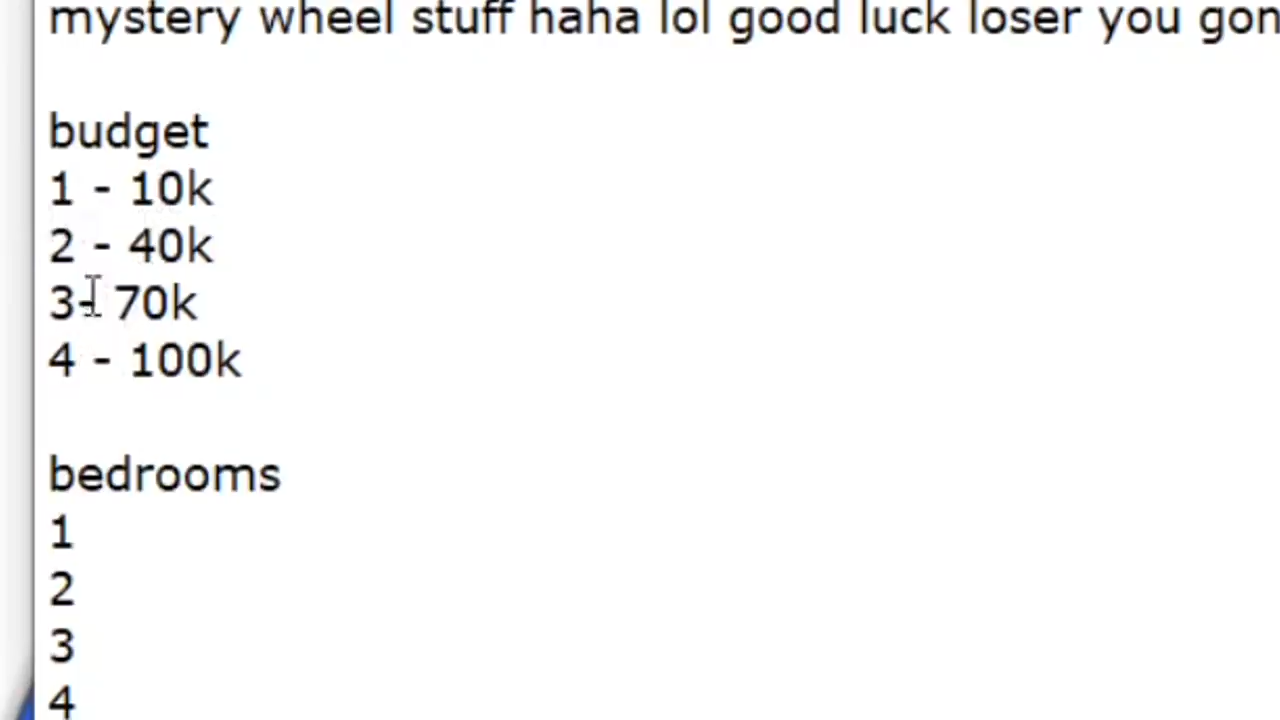 mystery wheel stuff haha lol good luck loser you gon
budget
1 - 10k
2 - 40k
3- 70k
4 - 100k
bedrooms
1
2
3
4